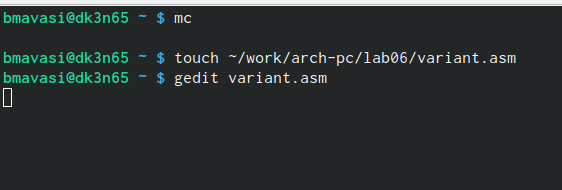 bmavasi@dk3n65 ~ $ mc
bmavasi@dk3n65 ~ $ touch ~/work/arch-pc/lab06/variant.asm
bmavasi@dk3n65 ~ $ gedit variant.asm